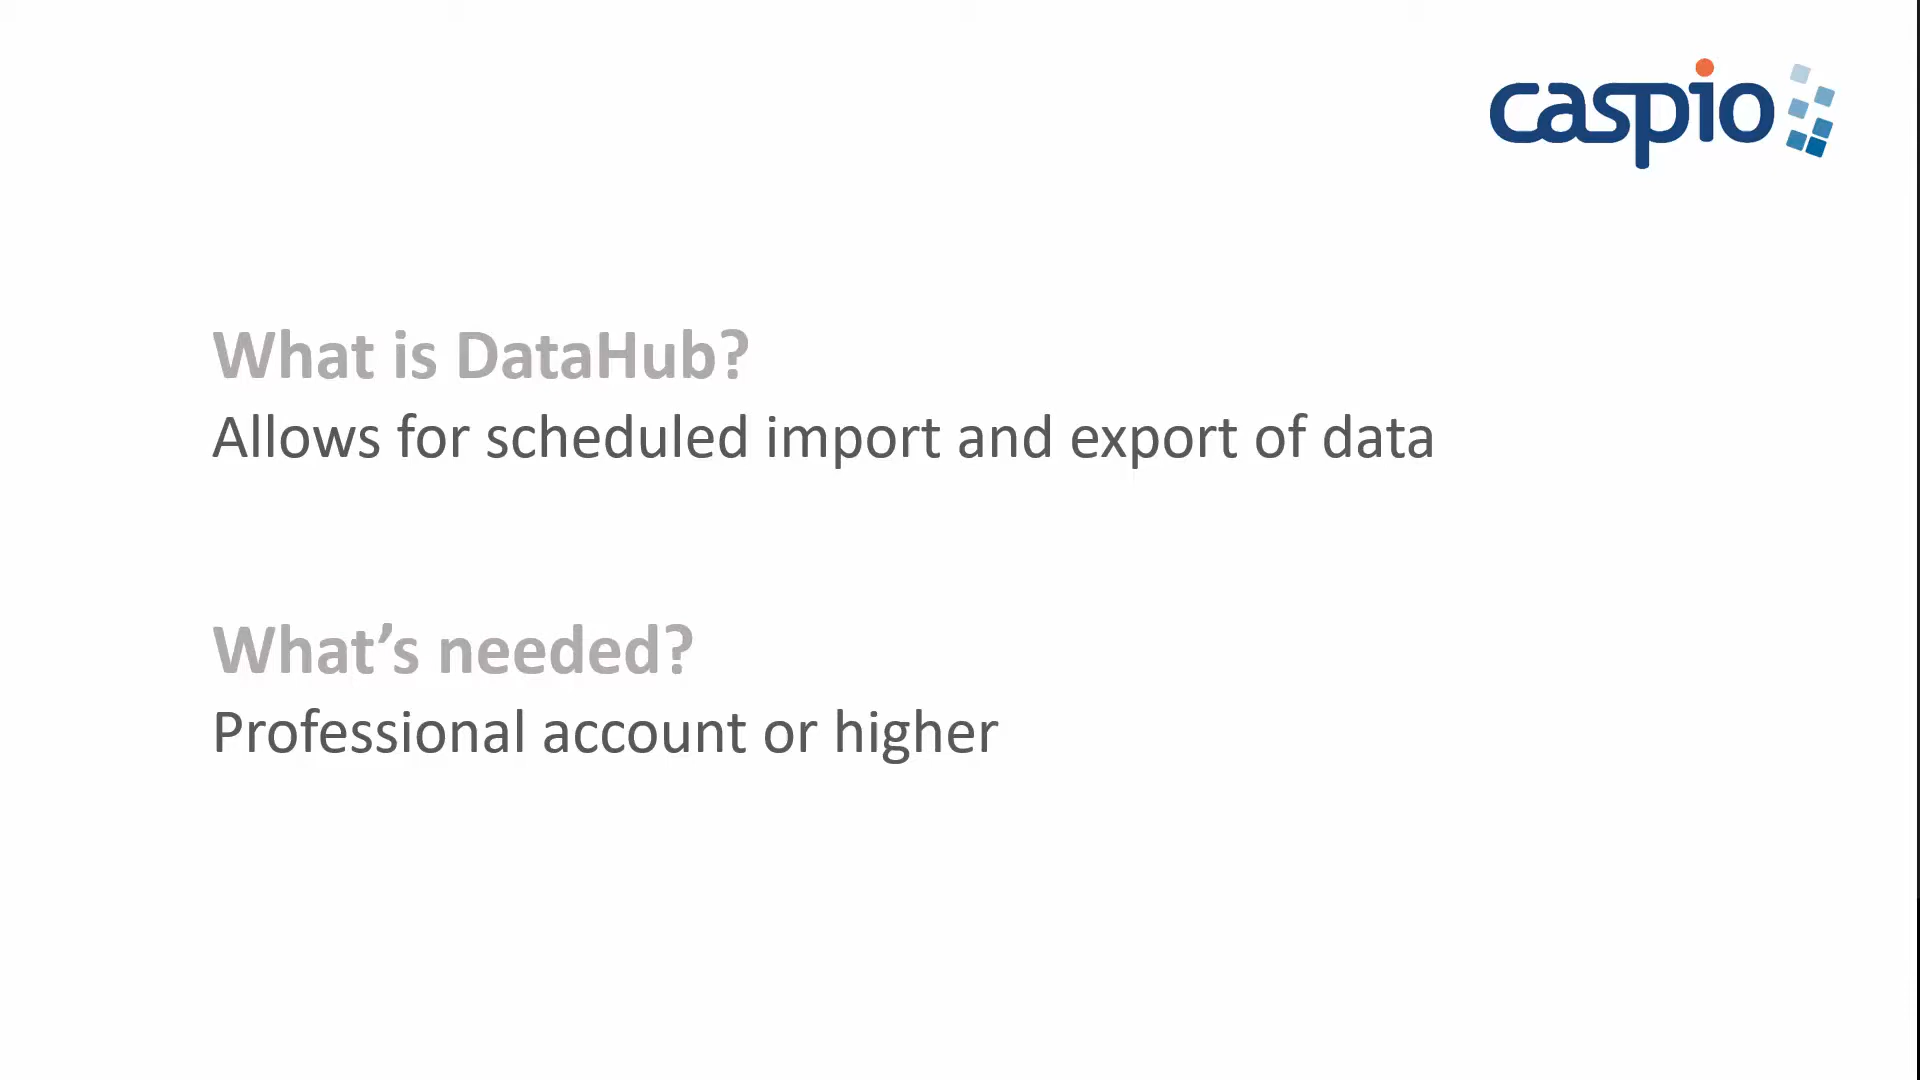 caspio
What is DataHub?
Allows for scheduled import and export of data
What’s needed?
Professional account or higher